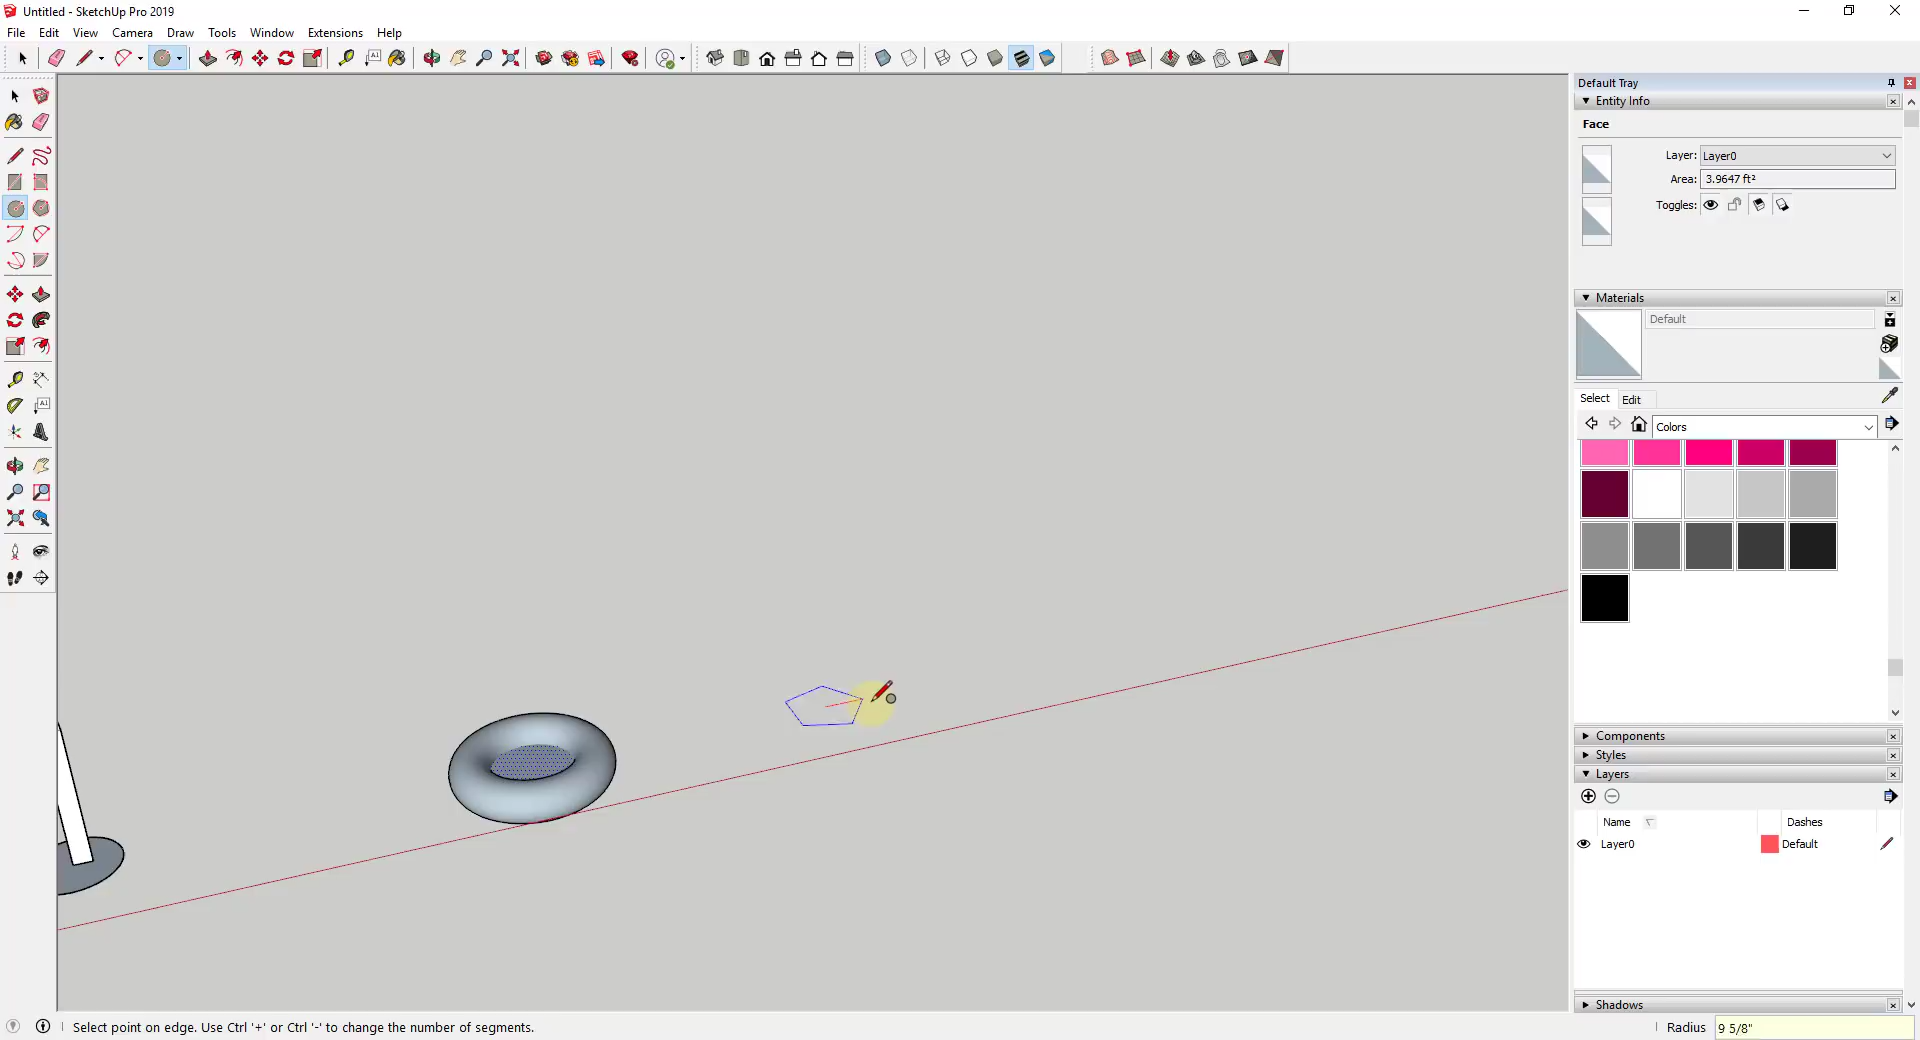 Untitled - SketchUp Pro 2019
File Edit View Camera Draw Tools Window Extensions Help
Default Tray
Entity Info
Face
Layer: Layer0
Area: 3.9647 ft²
Toggles:
Materials
Default
Select Edit
Colors
Components
Styles
Layers
Name Dashes
Layer0 Default
Shadows
Select point on edge. Use Ctrl '+' or Ctrl '-' to change the number of segments.
Radius 9 5/8"